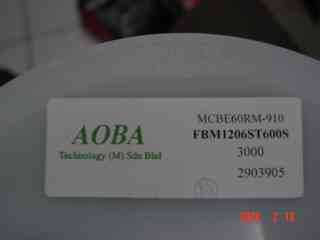 AOBA
Technology (M) Sdn Bhd
MCBE60RM-910
FBM1206ST600S
3000
2903905